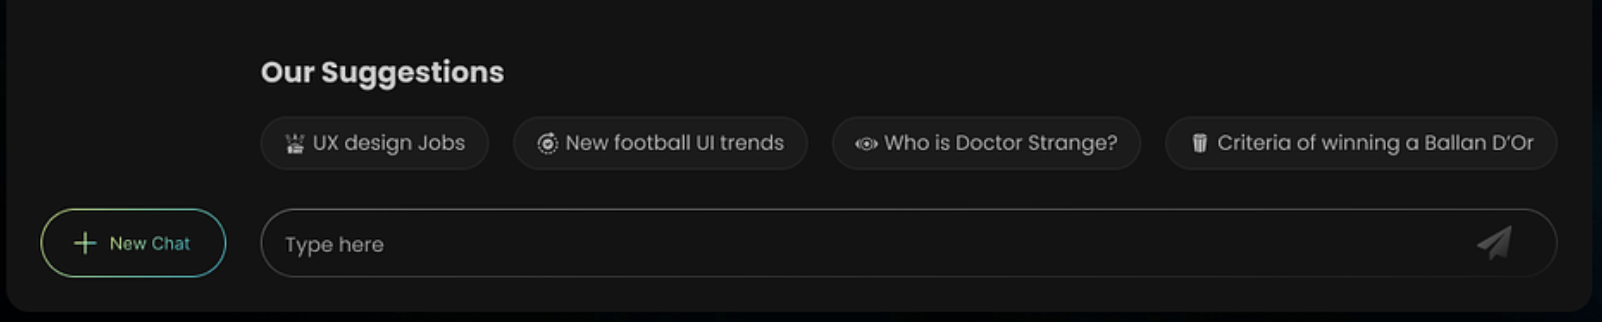 Our Suggestions
UX design Jobs
New football UI trends
Who is Doctor Strange?
Criteria of winning a Ballan D’Or
New Chat
Type here